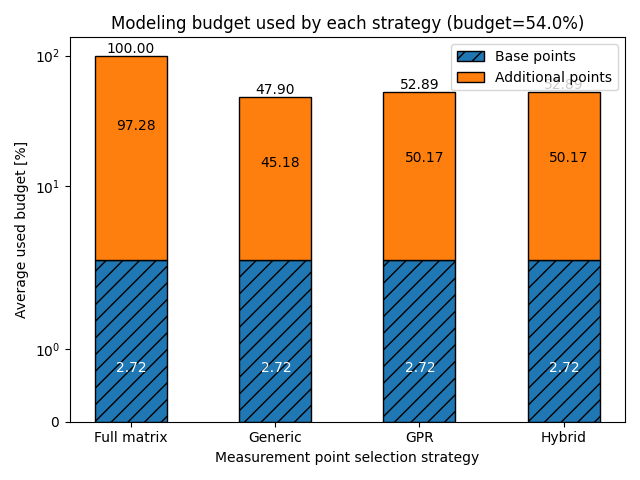 Modeling budget used by each strategy (budget=54.0%)
Base points
Additional points
100.00
47.90
52.89
52.89
97.28
45.18
50.17
50.17
2.72
2.72
2.72
2.72
Average used budget [%]
10²
10¹
10⁰
0
Full matrix
Generic
GPR
Hybrid
Measurement point selection strategy